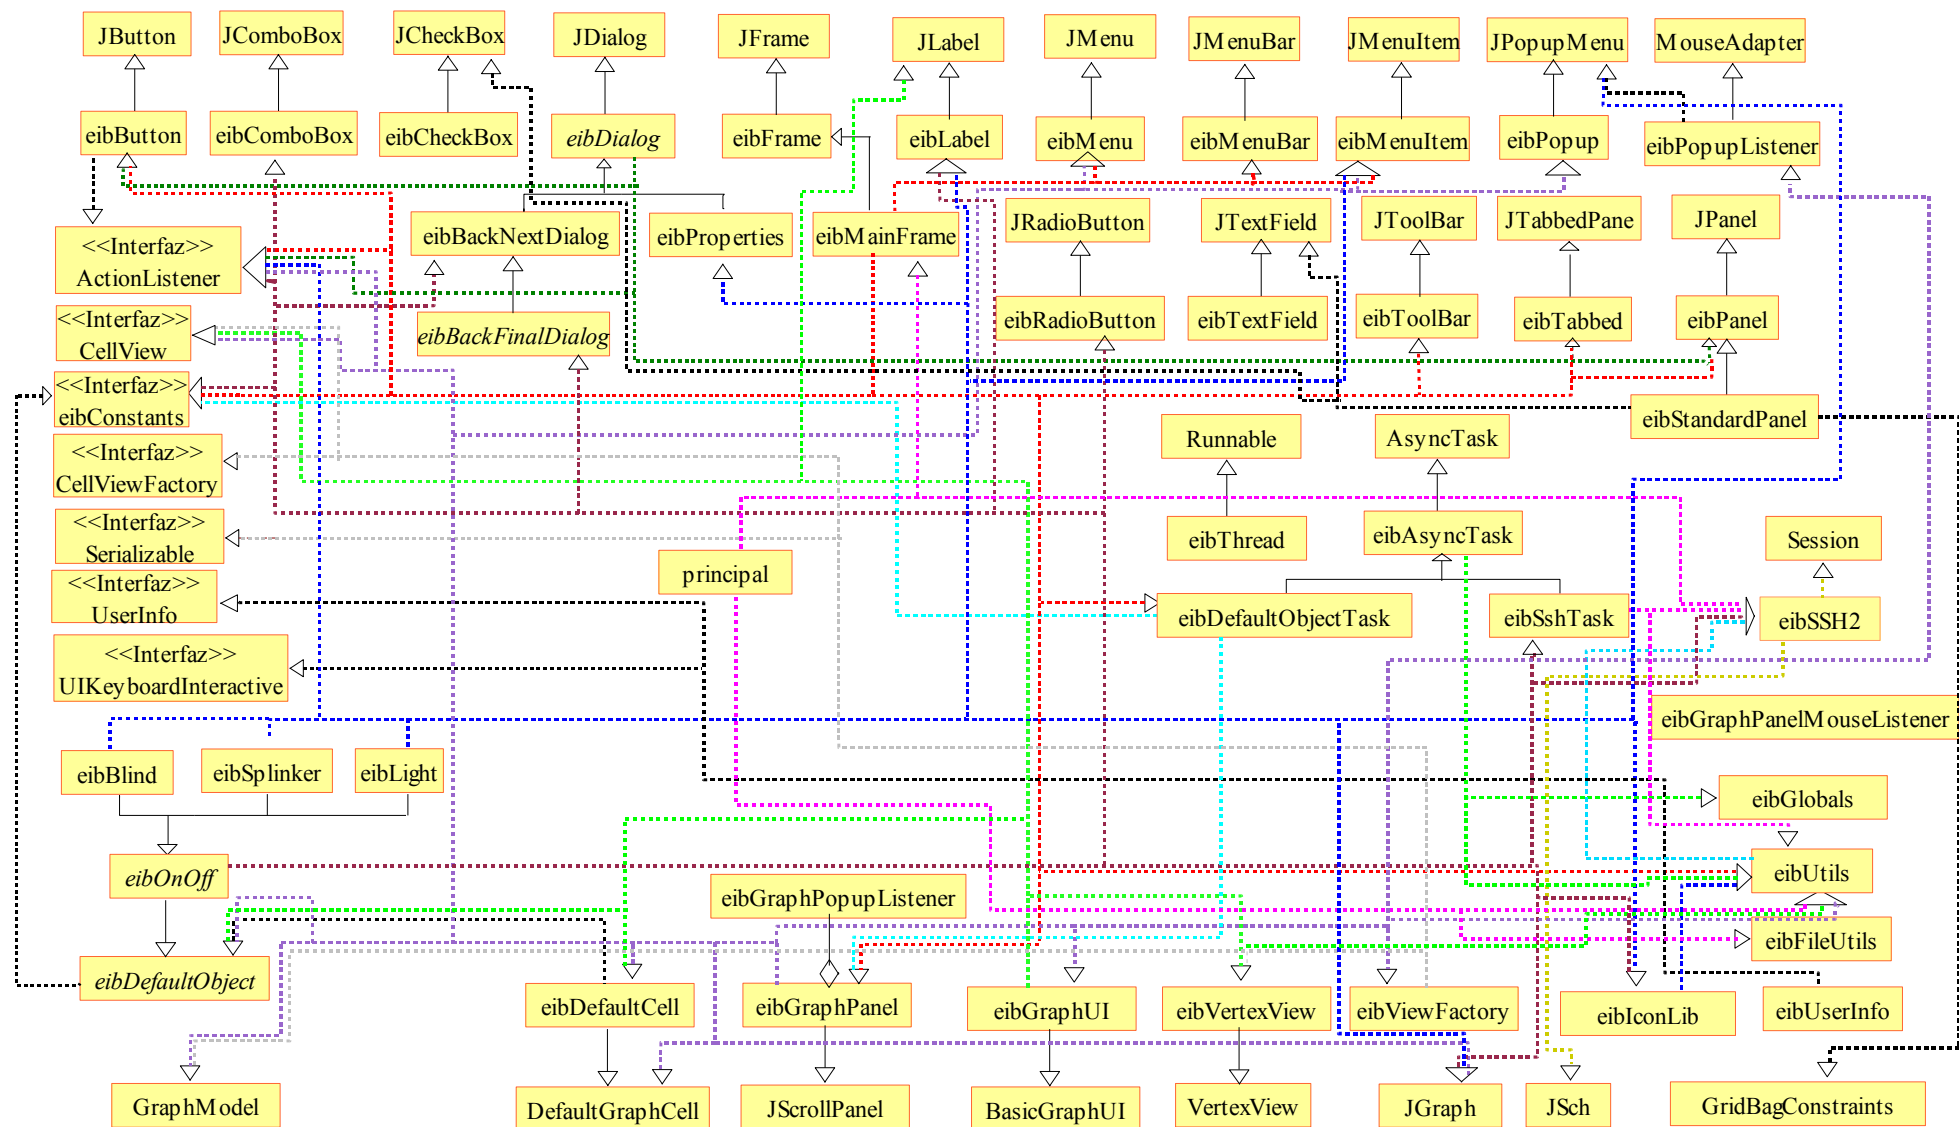 JButton
JComboBox
JCheckBox
JDialog
JFrame
JLabel
JMenu
JMenuBar
JMenuItem
JPopupMenu
MouseAdapter
eibButton
eibComboBox
eibCheckBox
eibDialog
eibFrame
eibLabel
eibMenu
eibMenuBar
eibMenuItem
eibPopup
eibPopupListener
<<Interfaz>>
ActionListener
eibBackNextDialog
eibProperties
eibMainFrame
JRadioButton
JTextField
JToolBar
JTabbedPane
JPanel
<<Interfaz>>
CellView
eibBackFinalDialog
eibRadioButton
eibTextField
eibToolBar
eibTabbed
eibPanel
<<Interfaz>>
eibConstants
eibStandardPanel
<<Interfaz>>
CellViewFactory
Runnable
AsyncTask
<<Interfaz>>
Serializable
eibThread
eibAsyncTask
Session
<<Interfaz>>
UserInfo
principal
eibDefaultObjectTask
eibSshTask
eibSSH2
<<Interfaz>>
UIKeyboardInteractive
eibGraphPanelMouseListener
eibBlind
eibSplinker
eibLight
eibGlobals
eibOnOff
eibGraphPopupListener
eibUtils
eibFileUtils
eibDefaultObject
eibDefaultCell
eibGraphPanel
eibGraphUI
eibVertexView
eibViewFactory
eibIconLib
eibUserInfo
GraphModel
DefaultGraphCell
JScrollPanel
BasicGraphUI
VertexView
JGraph
JSch
GridBagConstraints